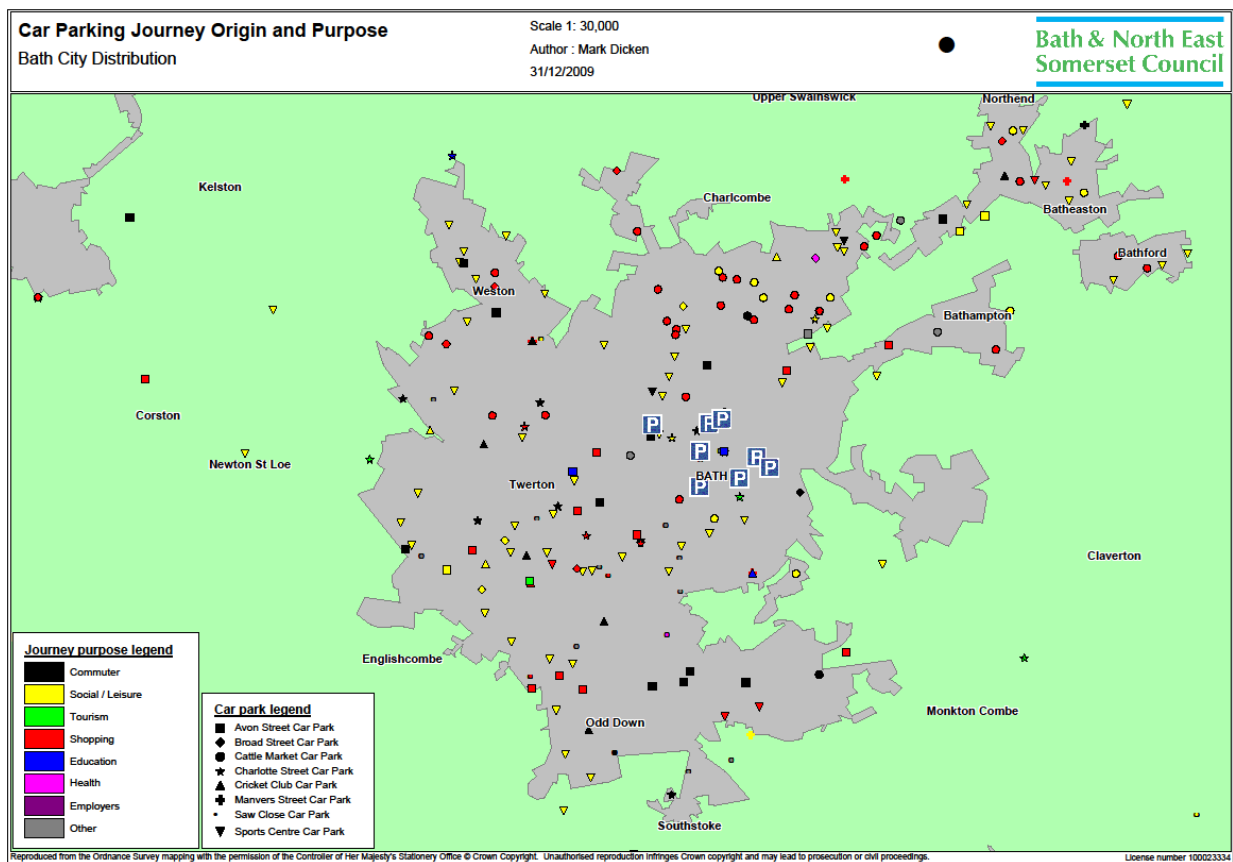 Car Parking Journey Origin and Purpose
Bath City Distribution
Scale 1: 30,000
Author : Mark Dicken
31/12/2009
Bath & North East
Somerset Council
Upper Swainswick
Northend
Kelston
Charlcombe
Batheaston
Bathford
Weston
Bathampton
Corston
Newton St Loe
Twerton
BATH
P
P
P
P
P
P
P
P
Claverton
Englishcombe
Monkton Combe
Odd Down
Southstoke
Journey purpose legend
Commuter
Social / Leisure
Tourism
Shopping
Education
Health
Employers
Other
Car park legend
Avon Street Car Park
Broad Street Car Park
Cattle Market Car Park
Charlotte Street Car Park
Cricket Club Car Park
Manvers Street Car Park
Saw Close Car Park
Sports Centre Car Park
Reproduced from the Ordnance Survey mapping with the permission of the Controller of Her Majesty's Stationery Office © Crown Copyright. Unauthorised reproduction infringes Crown copyright and may lead to prosecution or civil proceedings.
License number 100023334